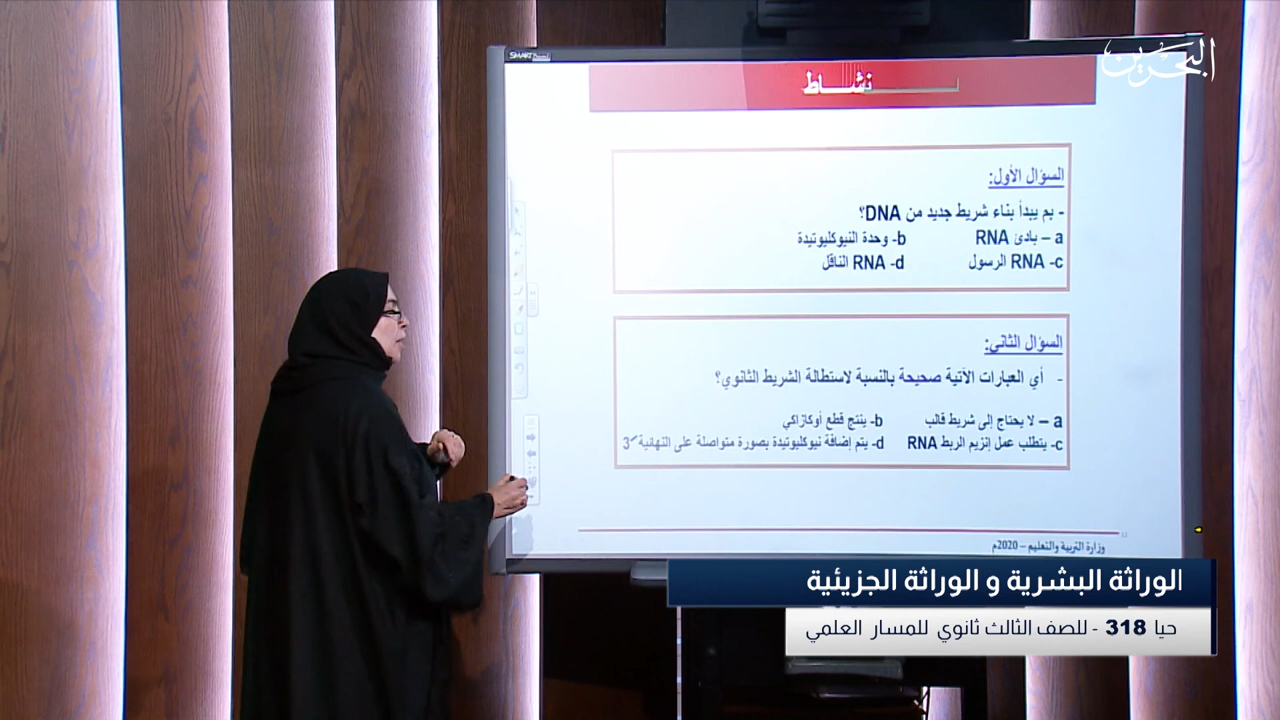 SMART
البحرين
نشاط
السؤال الأول:
- بم يبدأ بناء شريط جديد من DNA؟
a – بادئ RNA b- وحدة النيوكليوتيدة
c- RNA الرسول d- RNA الناقل
السؤال الثاني:
- أي العبارات الآتية صحيحة بالنسبة لاستطالة الشريط الثانوي؟
a – لا يحتاج إلى شريط قالب b- ينتج قطع أوكازاكي
c- يتطلب عمل إنزيم الربط RNA d- يتم إضافة نيوكليوتيدة بصورة متواصلة على النهاية 3َ
وزارة التربية والتعليم – 2020م
الوراثة البشرية و الوراثة الجزيئية
حيا 318 - للصف الثالث ثانوي للمسار العلمي